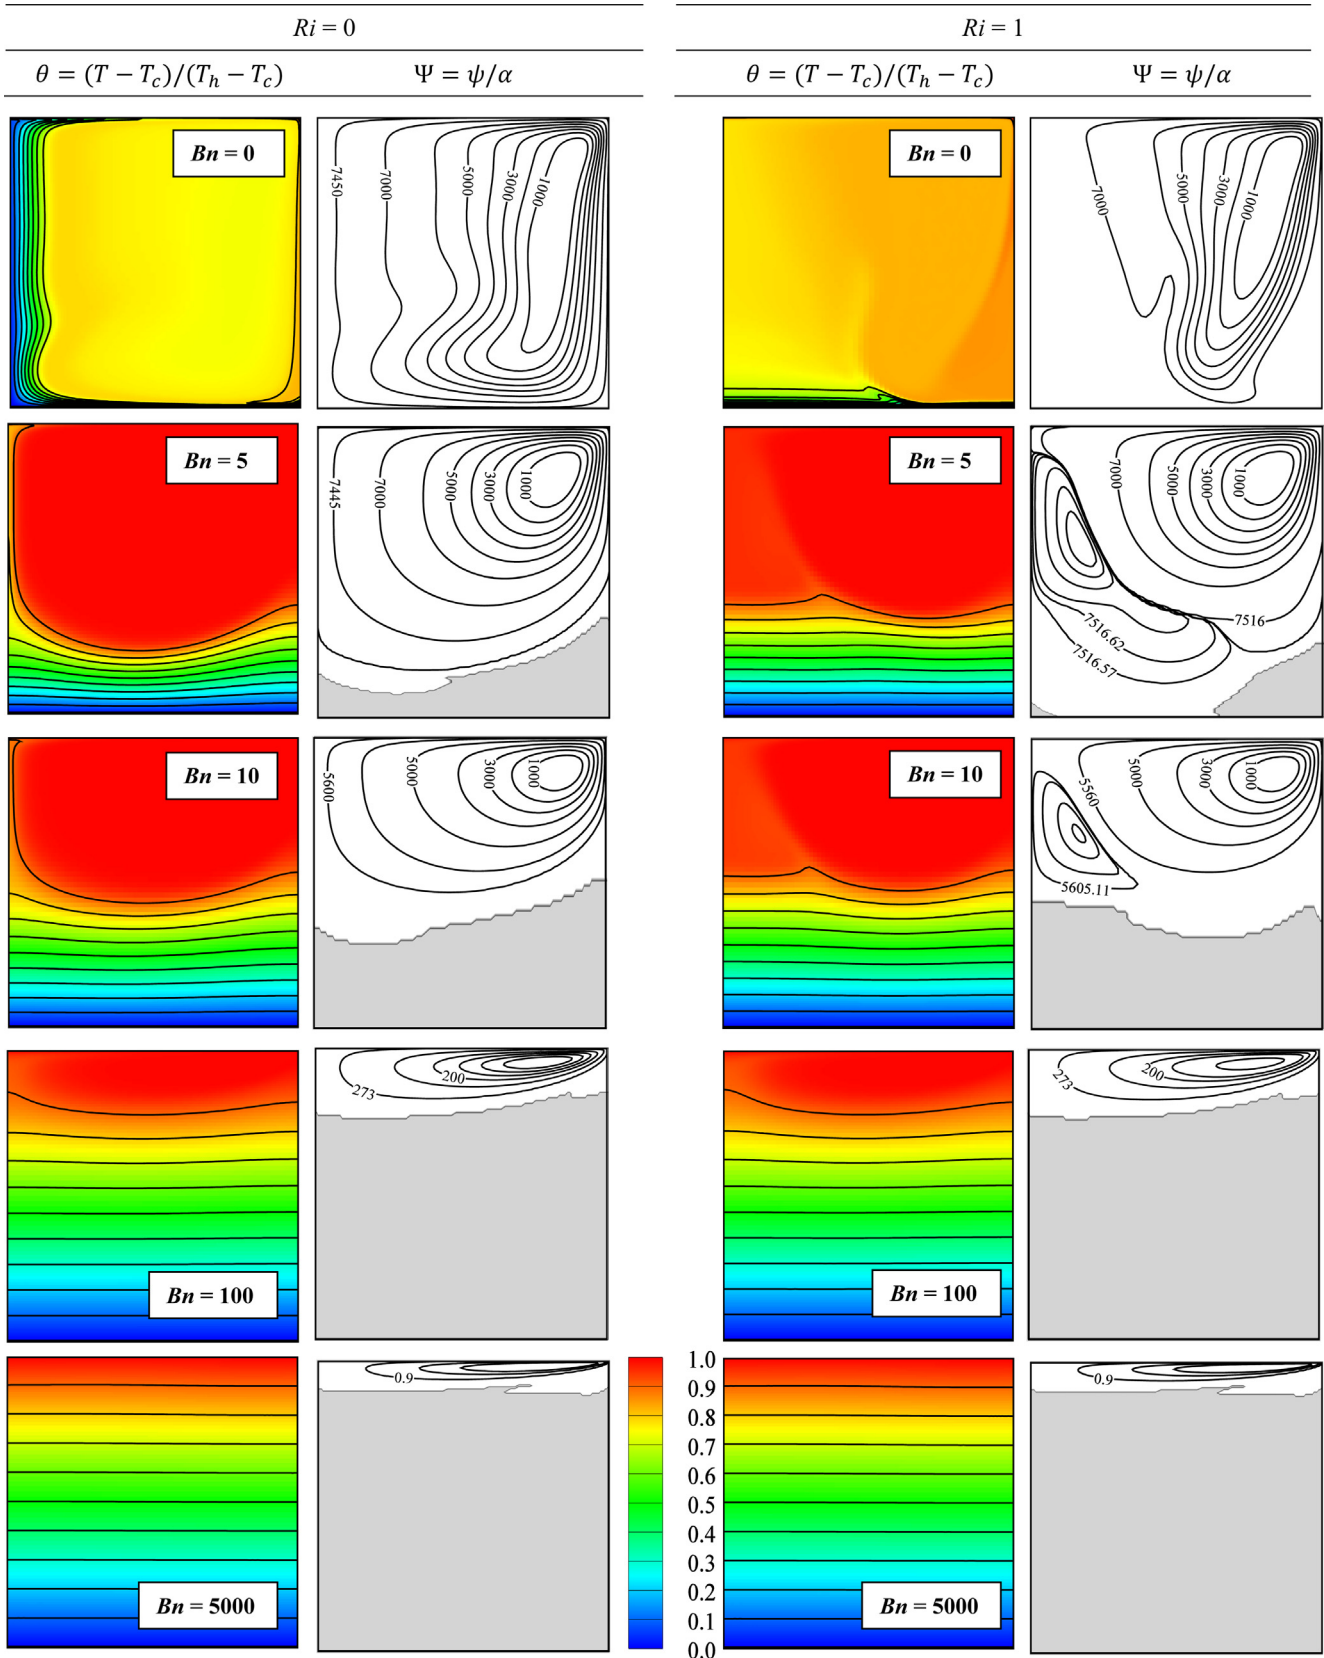 Ri = 0
Ri = 1
θ = (T − T_c)/(T_h − T_c)
Ψ = ψ/α
θ = (T − T_c)/(T_h − T_c)
Ψ = ψ/α
Bn = 0
7450
7000
5000
3000
1000
Bn = 0
7000
5000
3000
1000
Bn = 5
7445
7000
5000
3000
1000
Bn = 5
7000
5000
3000
1000
7516
7516.62
7516.57
Bn = 10
5600
5000
3000
1000
Bn = 10
5560
5000
3000
1000
5605.11
Bn = 100
273
200
Bn = 100
273
200
Bn = 5000
0.9
1.0
0.9
0.8
0.7
0.6
0.5
0.4
0.3
0.2
0.1
0.0
Bn = 5000
0.9